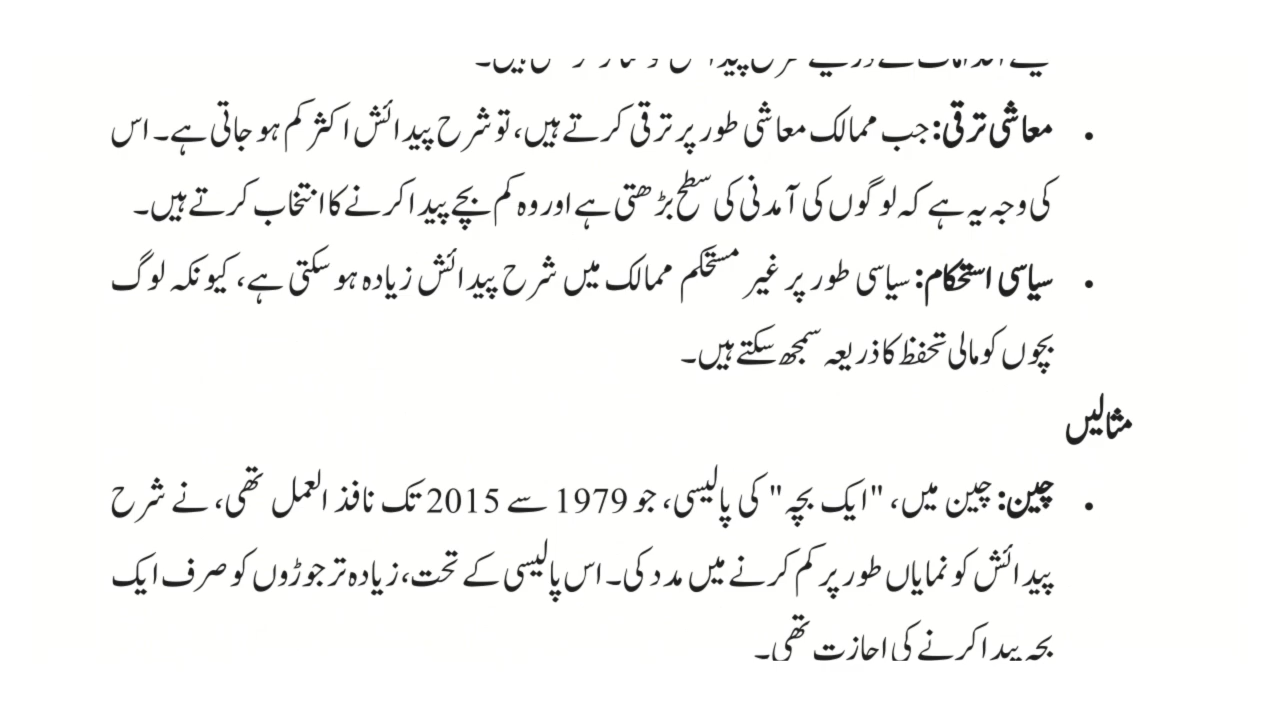 • معاشی ترقی: جب ممالک معاشی طور پر ترقی کرتے ہیں، تو شرح پیدائش اکثر کم ہو جاتی ہے۔ اس
کی وجہ یہ ہے کہ لوگوں کی آمدنی کی سطح بڑھتی ہے اور وہ کم بچے پیدا کرنے کا انتخاب کرتے ہیں۔
• سیاسی استحکام: سیاسی طور پر غیر مستحکم ممالک میں شرح پیدائش زیادہ ہو سکتی ہے، کیونکہ لوگ
بچوں کو مالی تحفظ کا ذریعہ سمجھ سکتے ہیں۔
مثالیں
• چین: چین میں، "ایک بچہ" کی پالیسی، جو 1979 سے 2015 تک نافذ العمل تھی، نے شرح
پیدائش کو نمایاں طور پر کم کرنے میں مدد کی۔ اس پالیسی کے تحت، زیادہ تر جوڑوں کو صرف ایک
بچہ پیدا کرنے کی اجازت تھی۔